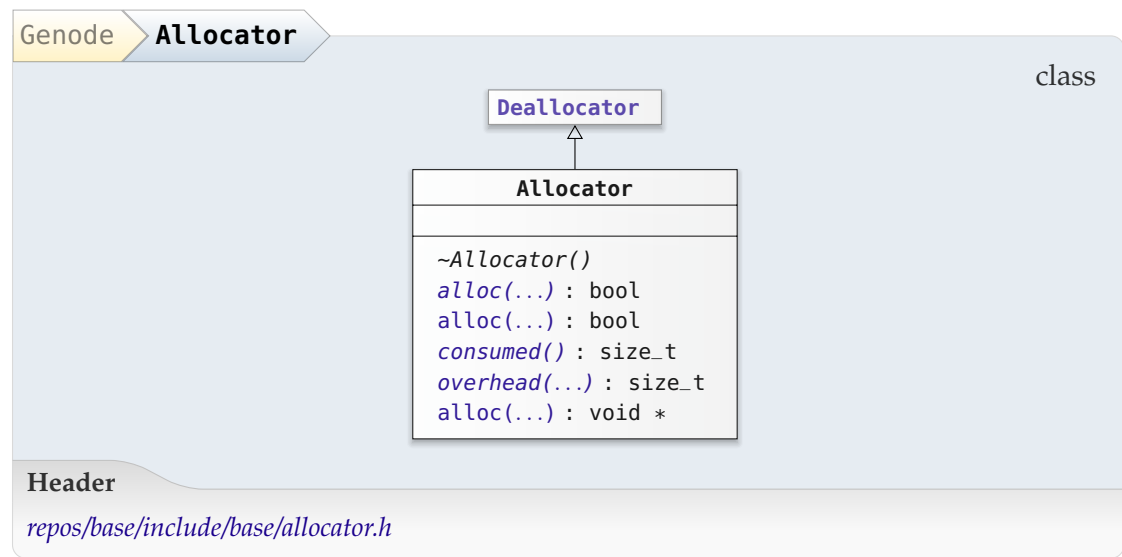 Genode Allocator
class
Deallocator
Allocator
~Allocator()
alloc(...) : bool
alloc(...) : bool
consumed() : size_t
overhead(...) : size_t
alloc(...) : void *
Header
repos/base/include/base/allocator.h